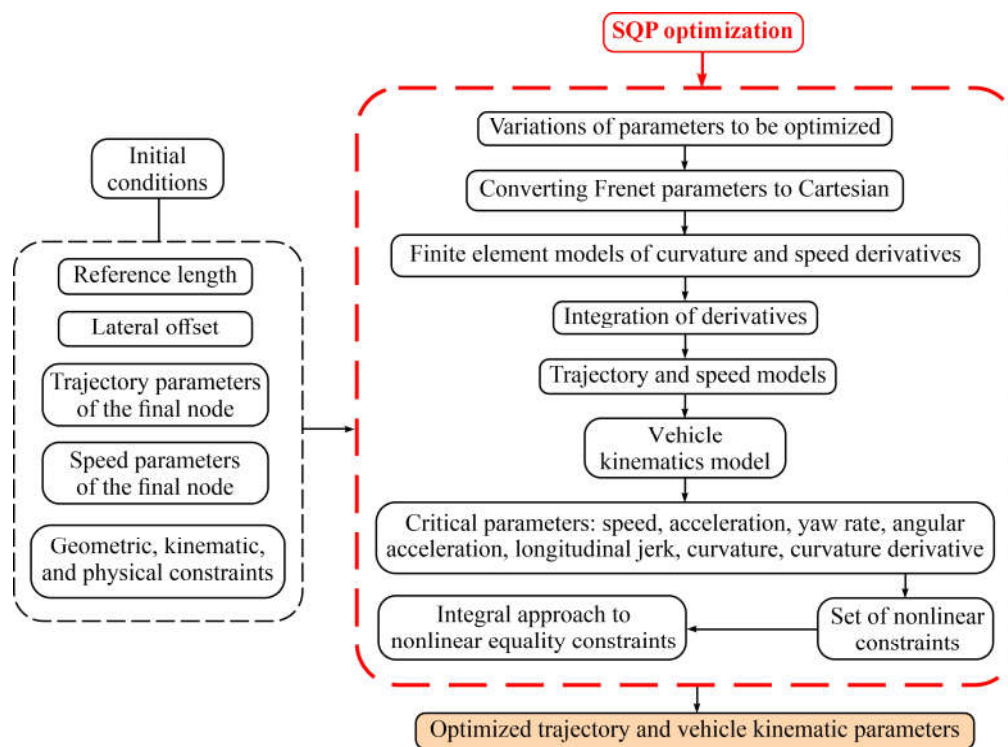 SQP optimization
Initial
conditions
Reference length
Lateral offset
Trajectory parameters
of the final node
Speed parameters
of the final node
Geometric, kinematic,
and physical constraints
Variations of parameters to be optimized
Converting Frenet parameters to Cartesian
Finite element models of curvature and speed derivatives
Integration of derivatives
Trajectory and speed models
Vehicle
kinematics model
Critical parameters: speed, acceleration, yaw rate, angular
acceleration, longitudinal jerk, curvature, curvature derivative
Set of nonlinear
constraints
Integral approach to
nonlinear equality constraints
Optimized trajectory and vehicle kinematic parameters